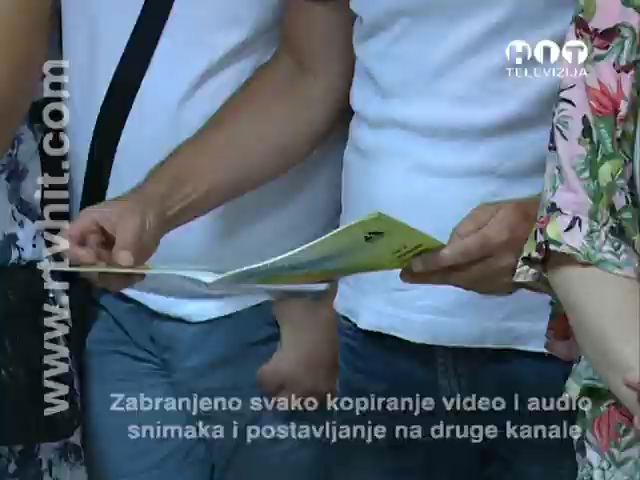 HIT
TELEVIZIJA
www.rtvhit.com
Zabranjeno svako kopiranje video i audio
snimaka i postavljanje na druge kanale